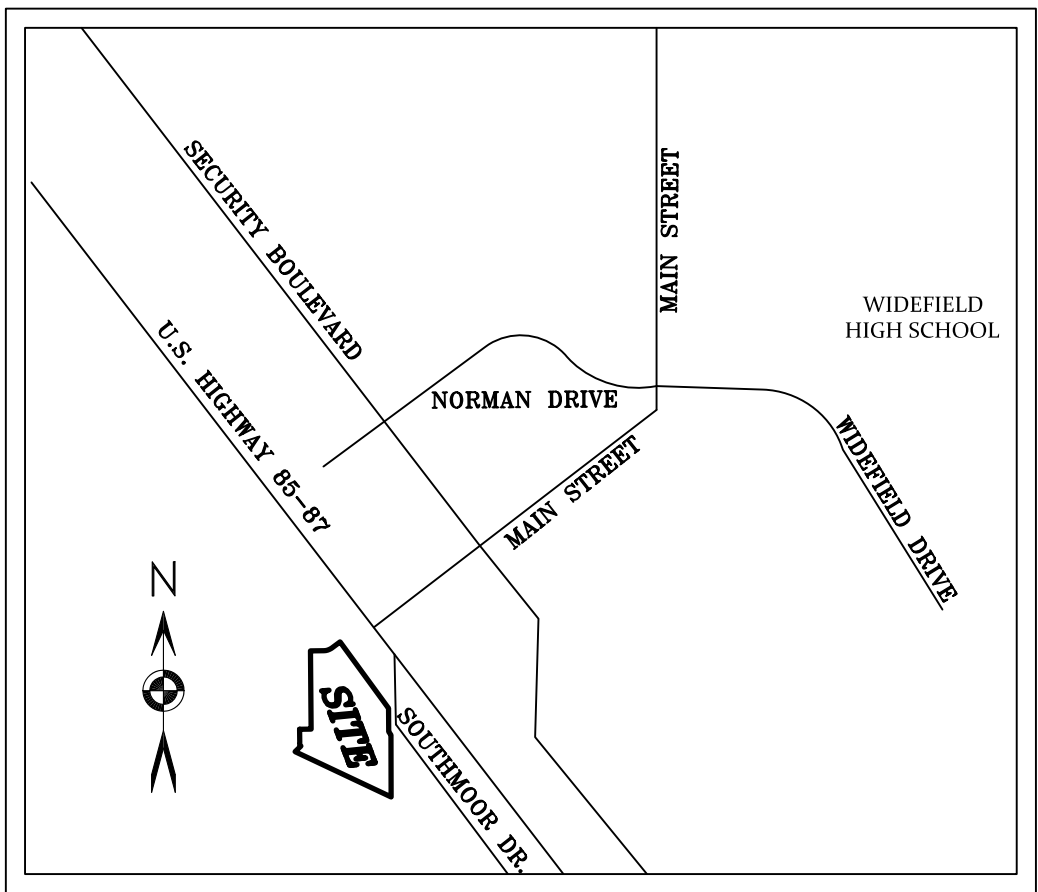 SECURITY BOULEVARD
MAIN STREET
WIDEFIELD
HIGH SCHOOL
U.S. HIGHWAY 85-87
NORMAN DRIVE
MAIN STREET
WIDEFIELD DRIVE
N
SITE
SOUTHMOOR DR.